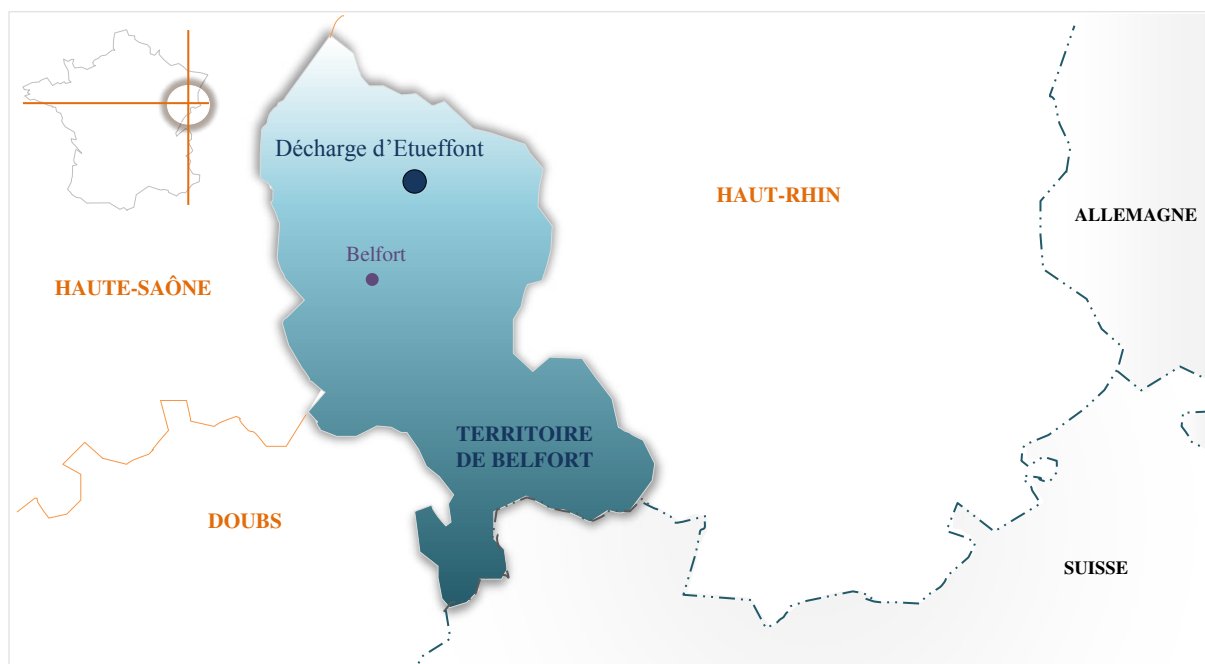 Décharge d’Etueffont
HAUT-RHIN
ALLEMAGNE
Belfort
HAUTE-SAÔNE
TERRITOIRE
DE BELFORT
DOUBS
SUISSE